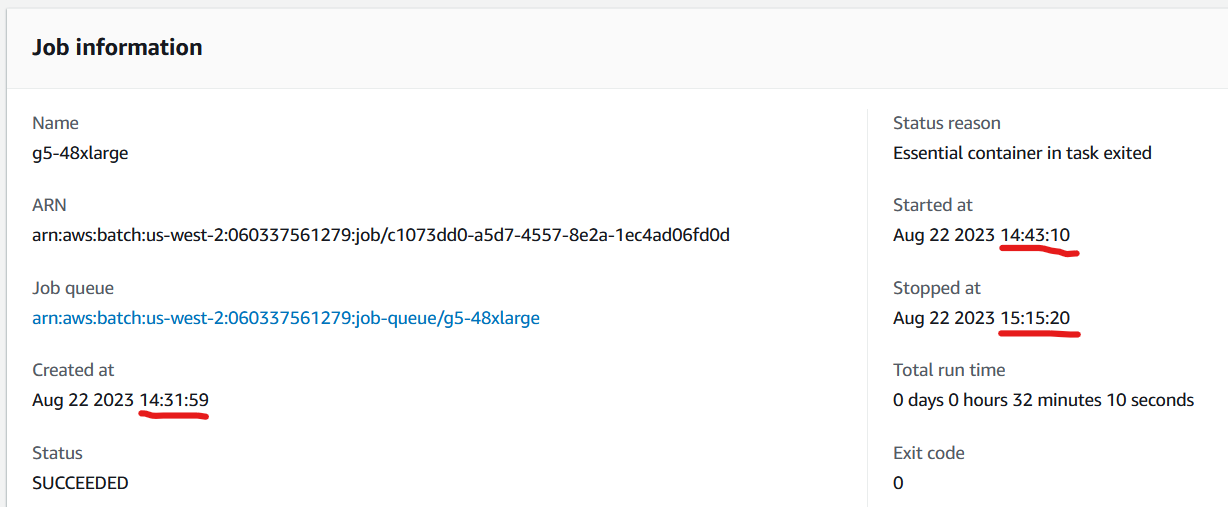 Job information
Name
g5-48xlarge
ARN
arn:aws:batch:us-west-2:060337561279:job/c1073dd0-a5d7-4557-8e2a-1ec4ad06fd0d
Job queue
arn:aws:batch:us-west-2:060337561279:job-queue/g5-48xlarge
Created at
Aug 22 2023 14:31:59
Status
SUCCEEDED
Status reason
Essential container in task exited
Started at
Aug 22 2023 14:43:10
Stopped at
Aug 22 2023 15:15:20
Total run time
0 days 0 hours 32 minutes 10 seconds
Exit code
0